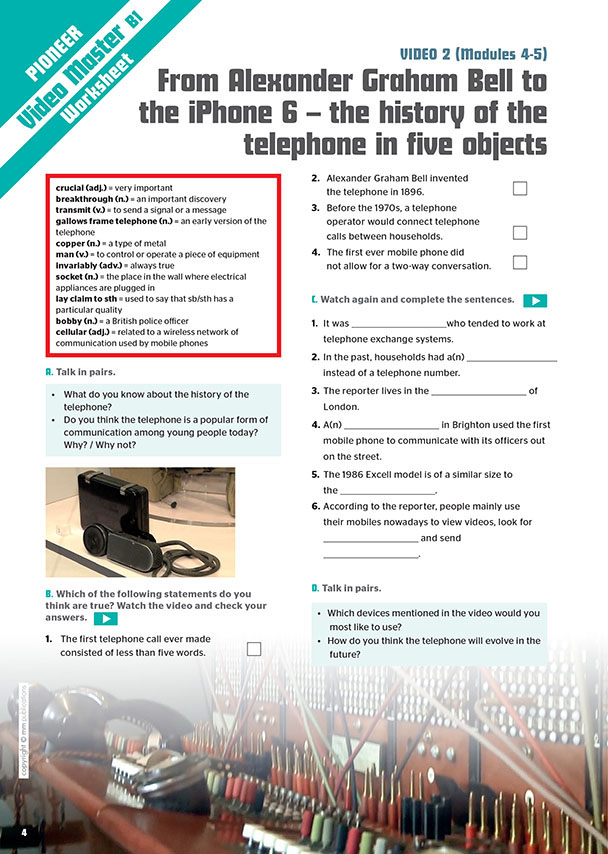 PIONEER
Video Master B1
Worksheet
VIDEO 2 (Modules 4-5)
From Alexander Graham Bell to
the iPhone 6 – the history of the
telephone in five objects
crucial (adj.) = very important
breakthrough (n.) = an important discovery
transmit (v.) = to send a signal or a message
gallows frame telephone (n.) = an early version of the
telephone
copper (n.) = a type of metal
man (v.) = to control or operate a piece of equipment
invariably (adv.) = always true
socket (n.) = the place in the wall where electrical
appliances are plugged in
lay claim to sth = used to say that sb/sth has a
particular quality
bobby (n.) = a British police officer
cellular (adj.) = related to a wireless network of
communication used by mobile phones
A. Talk in pairs.
• What do you know about the history of the
telephone?
• Do you think the telephone is a popular form of
communication among young people today?
Why? / Why not?
B. Which of the following statements do you
think are true? Watch the video and check your
answers.
1. The first telephone call ever made
consisted of less than five words.
2. Alexander Graham Bell invented
the telephone in 1896.
3. Before the 1970s, a telephone
operator would connect telephone
calls between households.
4. The first ever mobile phone did
not allow for a two-way conversation.
C. Watch again and complete the sentences.
1. It was ____________________who tended to work at
telephone exchange systems.
2. In the past, households had a(n) ___________________
instead of a telephone number.
3. The reporter lives in the ____________________ of
London.
4. A(n) ____________________ in Brighton used the first
mobile phone to communicate with its officers out
on the street.
5. The 1986 Excell model is of a similar size to
the ____________________.
6. According to the reporter, people mainly use
their mobiles nowadays to view videos, look for
____________________ and send
____________________.
D. Talk in pairs.
• Which devices mentioned in the video would you
most like to use?
• How do you think the telephone will evolve in the
future?
copyright © mm publications
4